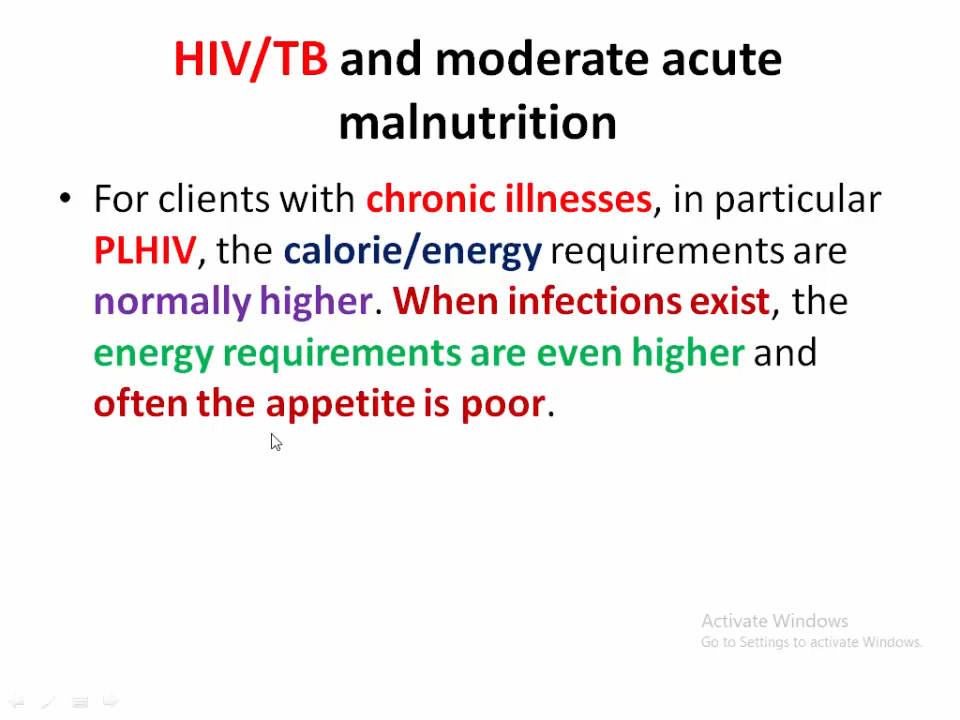 HIV/TB and moderate acute
malnutrition
• For clients with chronic illnesses, in particular
PLHIV, the calorie/energy requirements are
normally higher. When infections exist, the
energy requirements are even higher and
often the appetite is poor.
Activate Windows
Go to Settings to activate Windows.